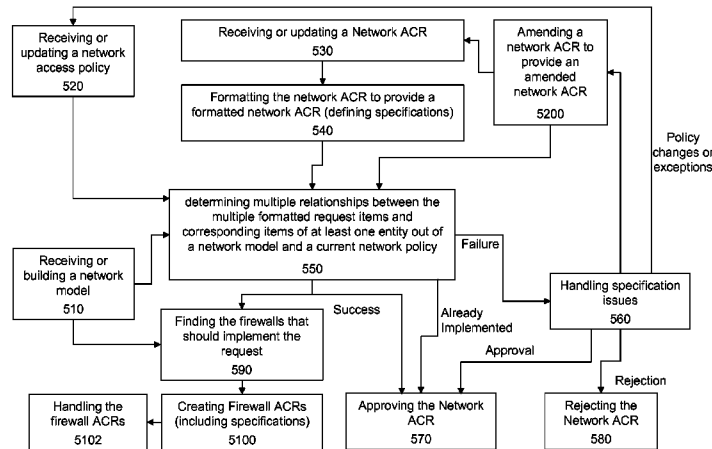 Receiving or
updating a network
access policy
520
Receiving or updating a Network ACR
530
Amending a
network ACR to
provide an
amended
network ACR
5200
Formatting the network ACR to provide a
formatted network ACR (defining specifications)
540
Policy
changes or
exceptions
determining multiple relationships between the
multiple formatted request items and
corresponding items of at least one entity out of
a network model and a current network policy
550
Failure
Receiving or
building a network
model
510
Handling specification
issues
560
Success
Already
Implemented
Finding the firewalls that
should implement the
request
590
Approval
Rejection
Handling the
firewall ACRs
5102
Creating Firewall ACRs
(including specifications)
5100
Approving the Network
ACR
570
Rejecting the
Network ACR
580